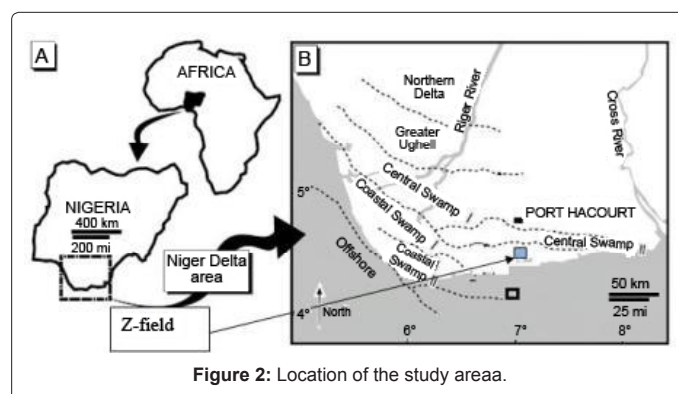 A
AFRICA
NIGERIA
400 km
200 mi
Niger Delta
area
Z-field
B
Northern
Delta
Greater
Ughell
Riger River
Cross River
Central Swamp I
Coastal Swamp I
PORT HACOURT
Central Swamp II
Coastal
Swamp II
Offshore
5°
4°
North
6°
7°
8°
50 km
25 mi
Figure 2: Location of the study areaa.